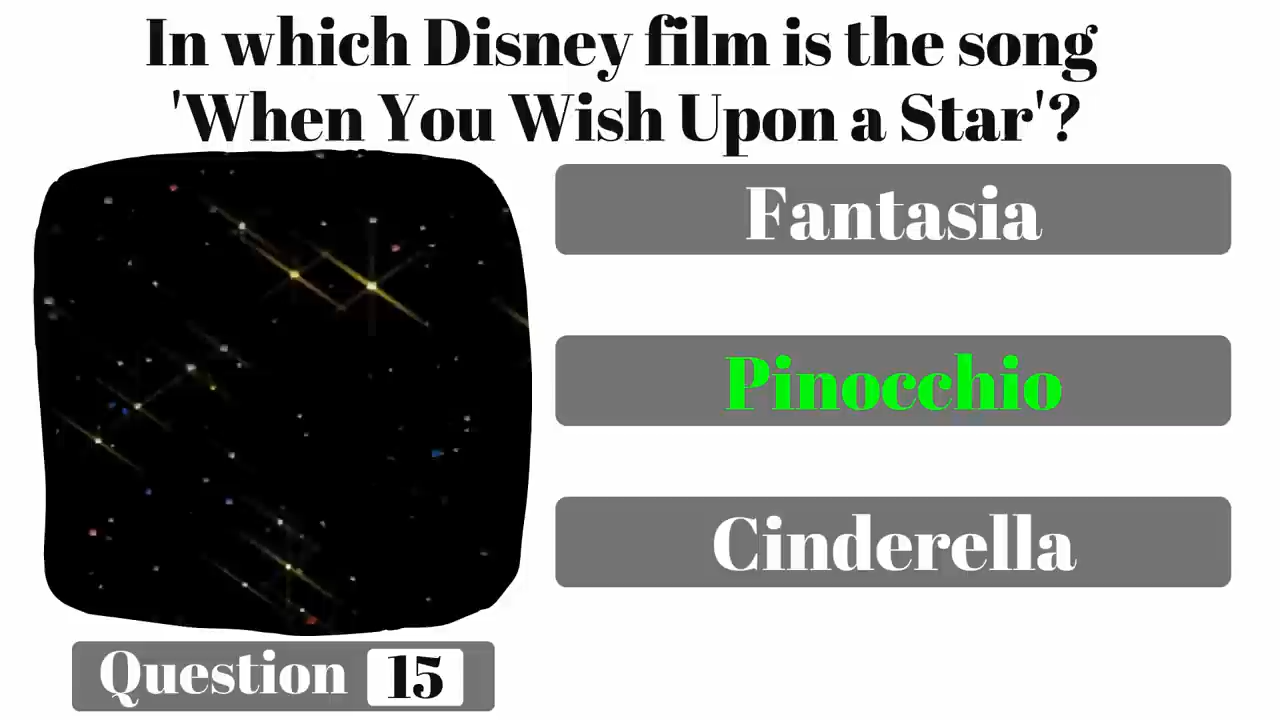 In which Disney film is the song
'When You Wish Upon a Star'?
Fantasia
Pinocchio
Cinderella
Question 15